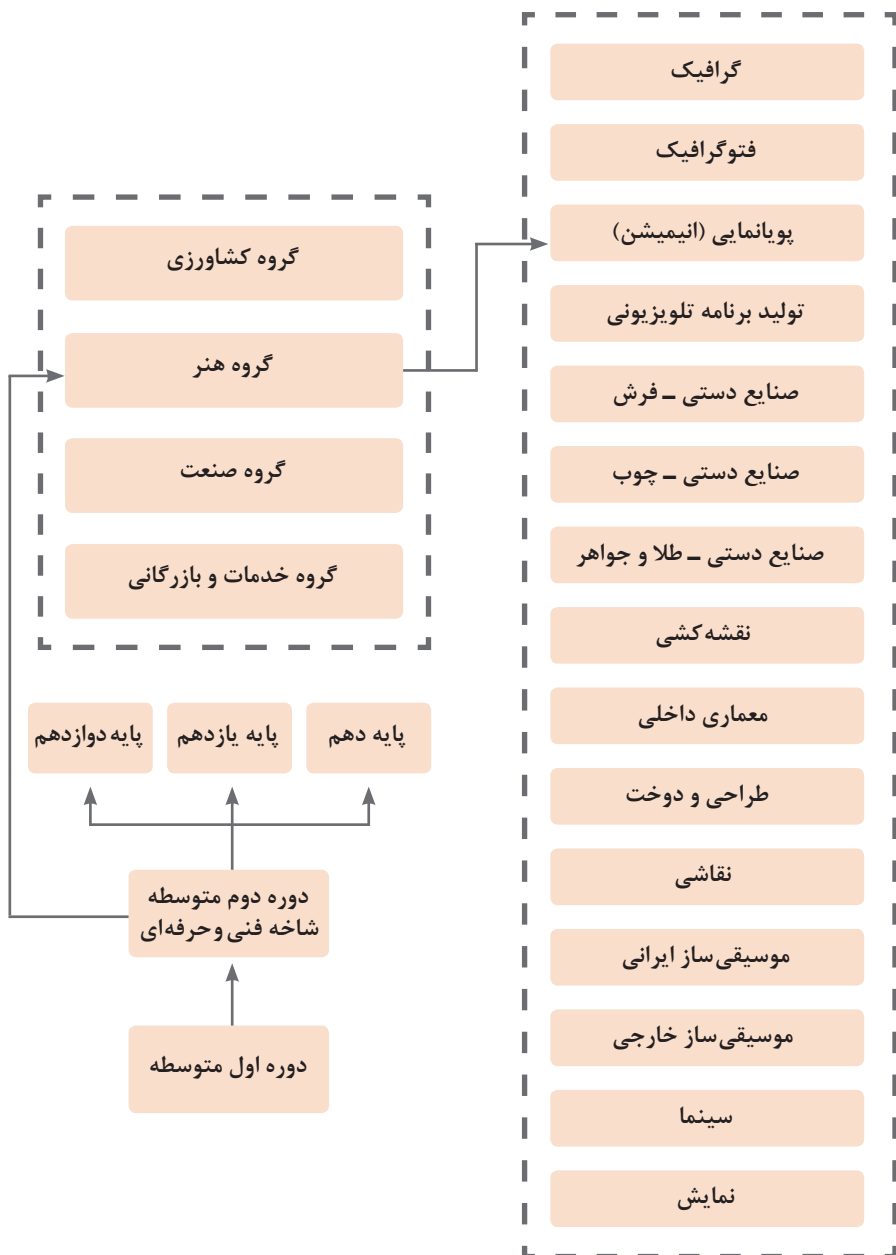 گرافیک
فتوگرافیک
پویانمایی (انیمیشن)
تولید برنامه تلویزیونی
صنایع دستی ــ فرش
صنایع دستی ــ چوب
صنایع دستی ــ طلا و جواهر
نقشه‌کشی
معماری داخلی
طراحی و دوخت
نقاشی
موسیقی‌ساز ایرانی
موسیقی‌ساز خارجی
سینما
نمایش
گروه کشاورزی
گروه هنر
گروه صنعت
گروه خدمات و بازرگانی
پایه دهم
پایه یازدهم
پایه دوازدهم
دوره دوم متوسطه
شاخه فنی وحرفه‌ای
دوره اول متوسطه